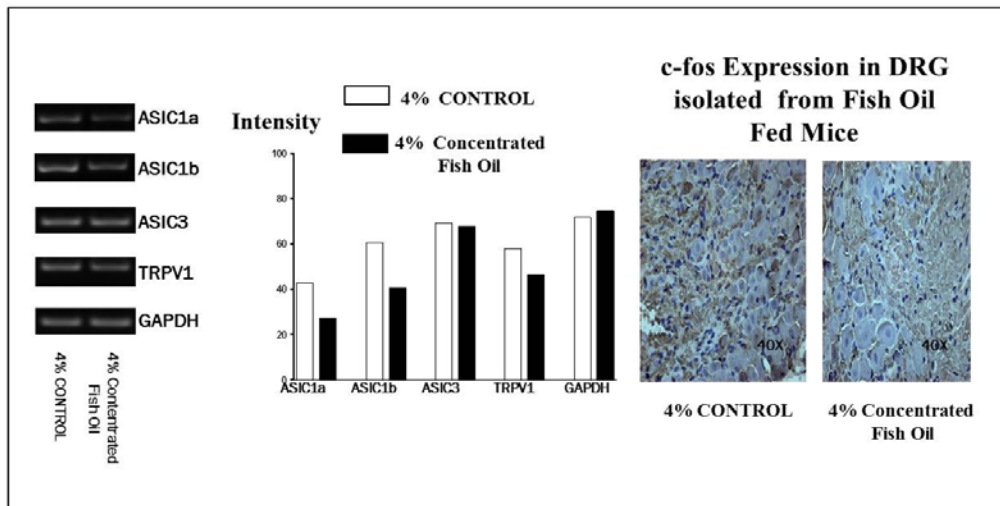 ASIC1a
ASIC1b
ASIC3
TRPV1
GAPDH
4% CONTROL
4% Contentrated
Fish Oil
Intensity
4% CONTROL
4% Concentrated
Fish Oil
100
80
60
40
20
0
ASIC1a ASIC1b ASIC3 TRPV1 GAPDH
c-fos Expression in DRG
isolated from Fish Oil
Fed Mice
40X
40X
4% CONTROL
4% Concentrated
Fish Oil